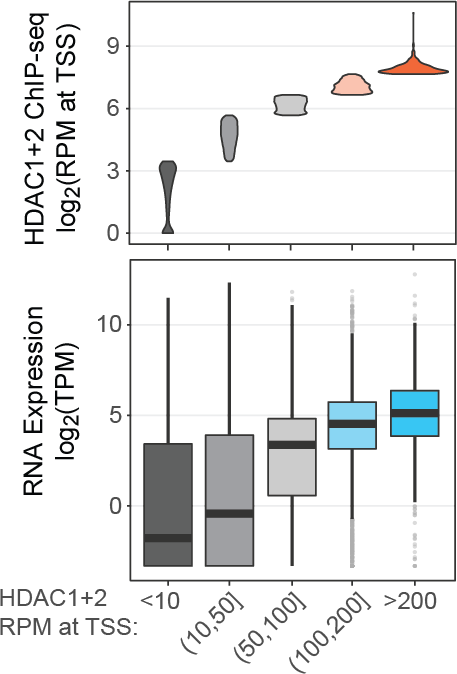 HDAC1+2 ChIP-seq
log2(RPM at TSS)
9
6
3
0
RNA Expression
log2(TPM)
10
5
0
HDAC1+2
RPM at TSS:
<10
(10,50]
(50,100]
(100,200]
>200